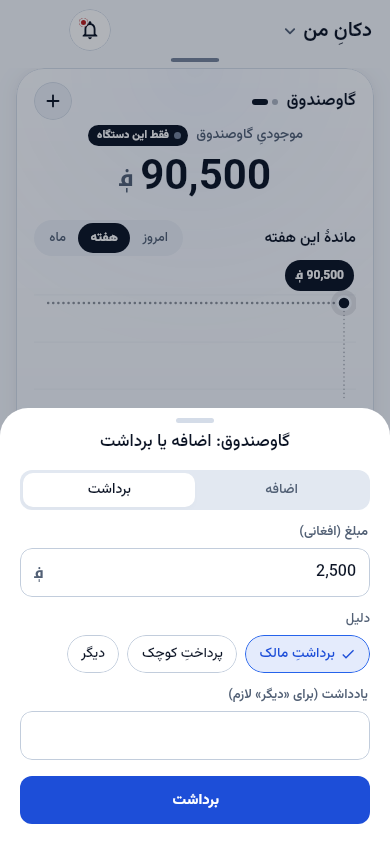 دکانِ من
گاوصندوق
موجودیِ گاوصندوق فقط این دستگاه
90,500 ؋
ماندهٔ این هفته امروز هفته ماه
90,500 ؋
گاوصندوق: اضافه یا برداشت
اضافه برداشت
مبلغ (افغانی)
2,500 ؋
دلیل
برداشتِ مالک پرداختِ کوچک دیگر
یادداشت (برای «دیگر» لازم)
برداشت